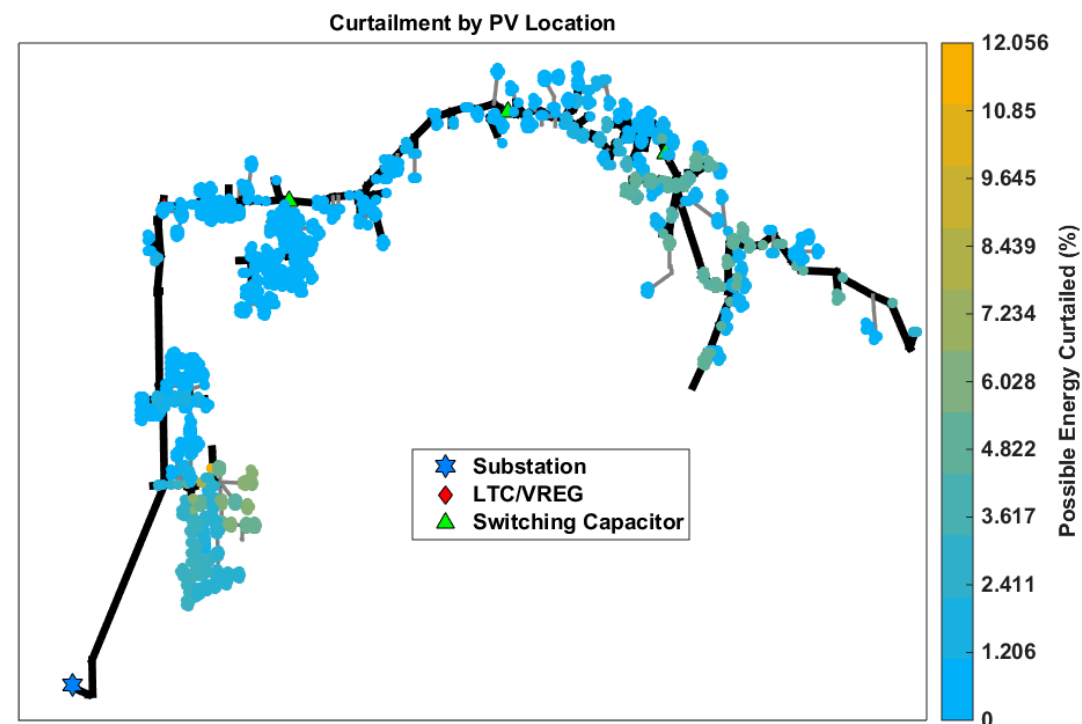 Curtailment by PV Location
12.056
10.85
9.645
8.439
7.234
6.028
4.822
3.617
2.411
1.206
0
Possible Energy Curtailed (%)
Substation
LTC/VREG
Switching Capacitor